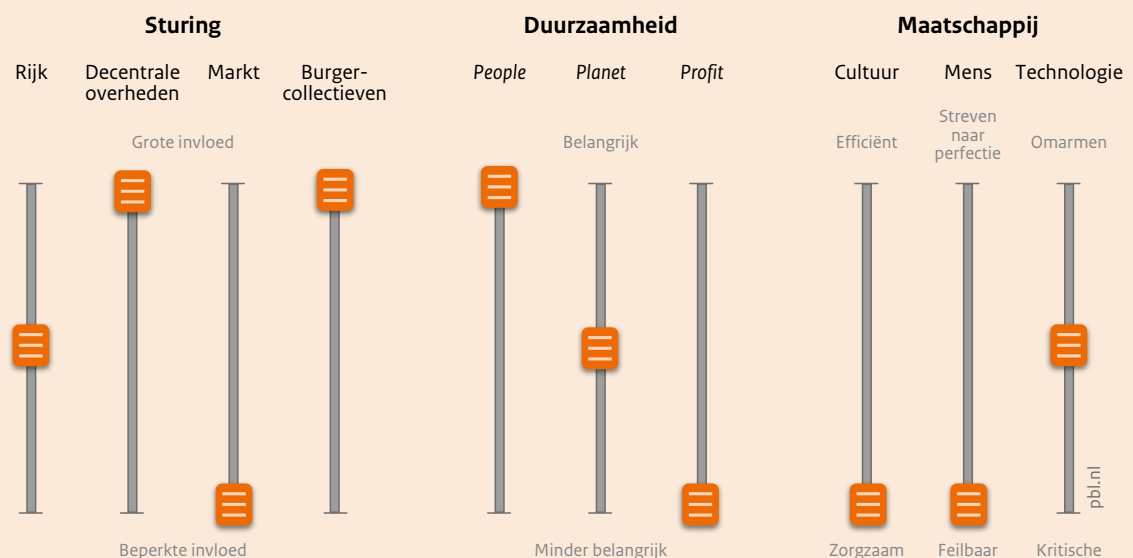 Sturing
Duurzaamheid
Maatschappij
Rijk
Decentrale
overheden
Markt
Burger-
collectieven
People
Planet
Profit
Cultuur
Mens
Technologie
Grote invloed
Belangrijk
Efficiënt
Streven
naar
perfectie
Omarmen
pbl.nl
Beperkte invloed
Minder belangrijk
Zorgzaam
Feilbaar
Kritische